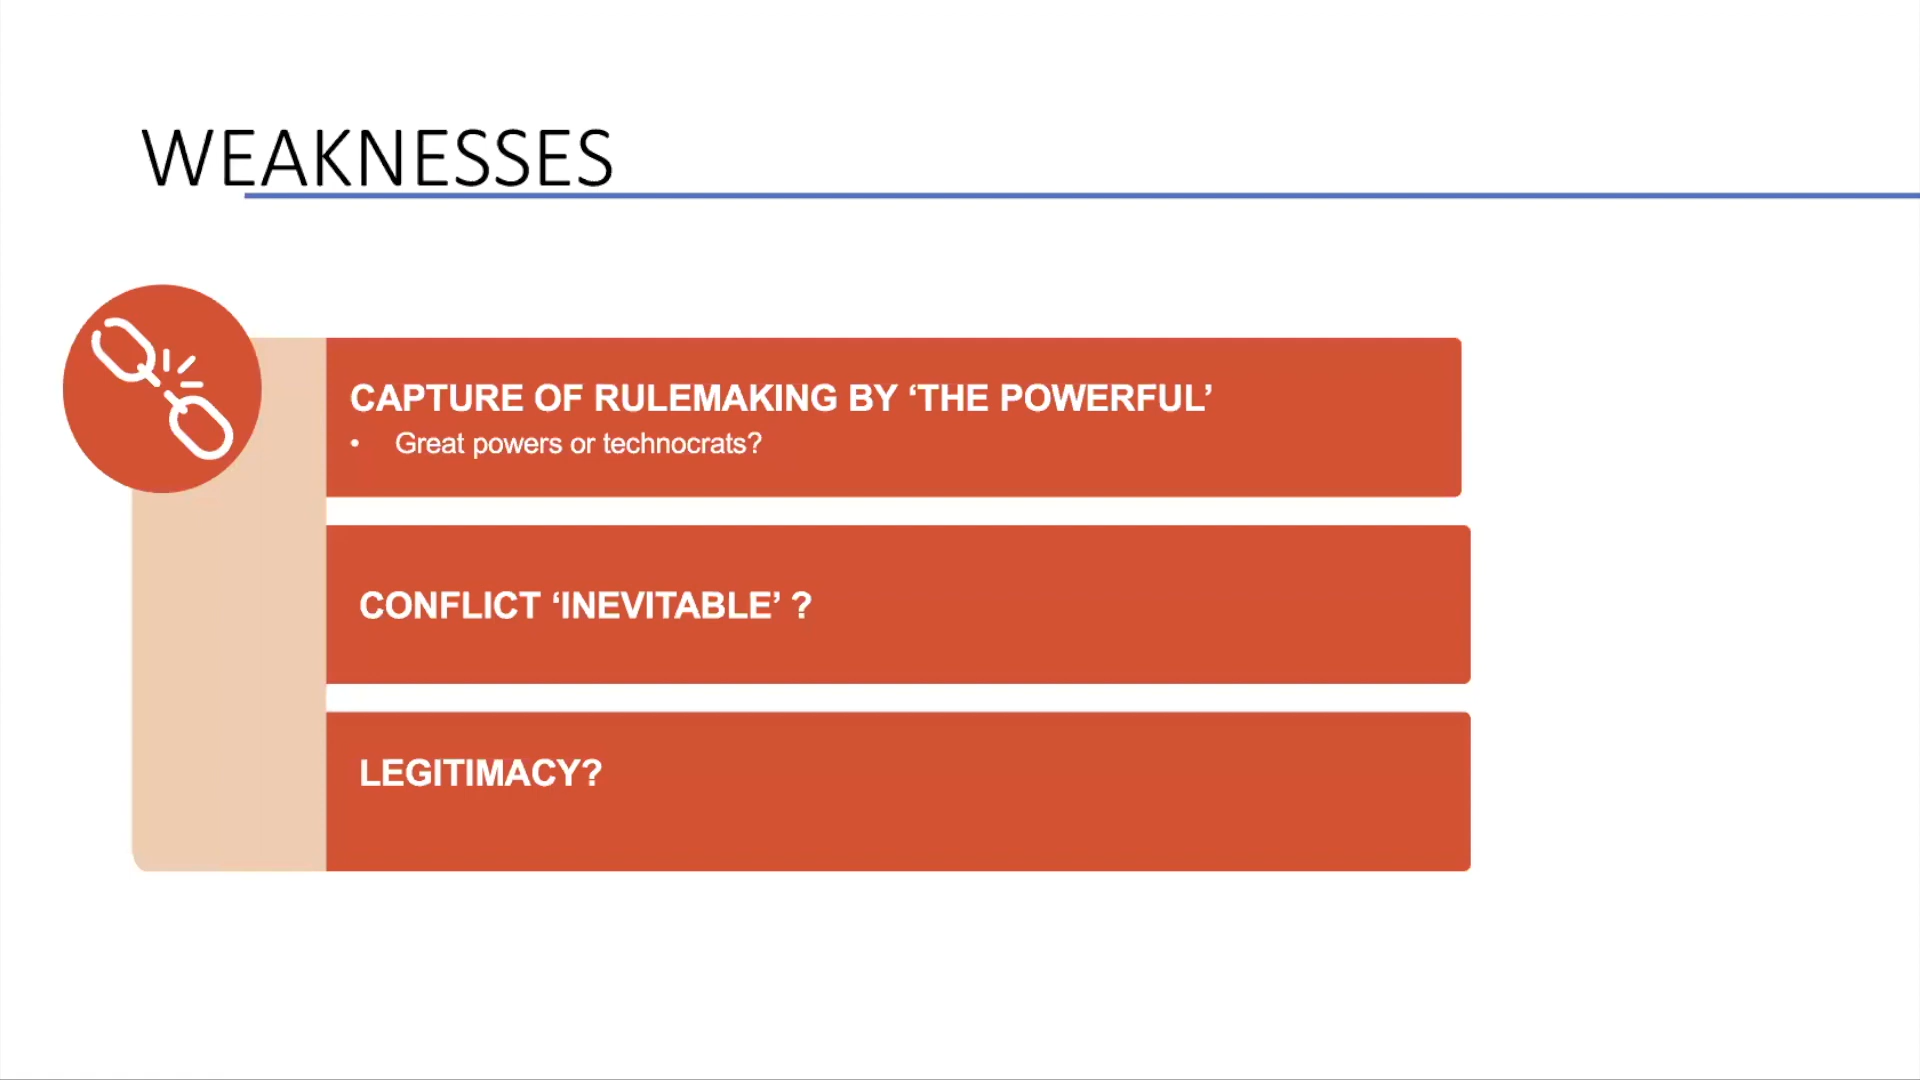 WEAKNESSES
CAPTURE OF RULEMAKING BY ‘THE POWERFUL’
• Great powers or technocrats?
CONFLICT ‘INEVITABLE’ ?
LEGITIMACY?